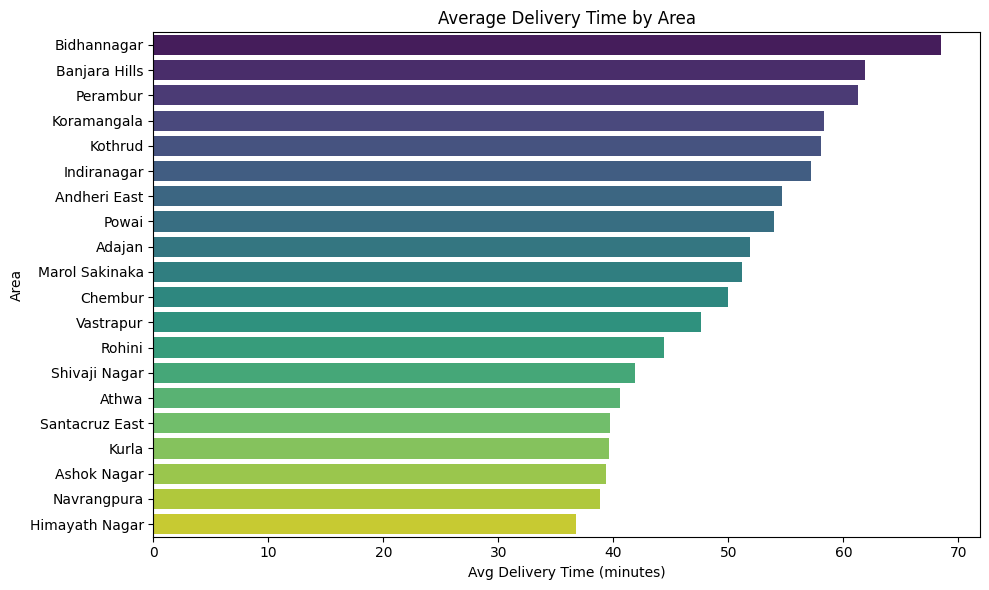 Average Delivery Time by Area
Area
Bidhannagar
Banjara Hills
Perambur
Koramangala
Kothrud
Indiranagar
Andheri East
Powai
Adajan
Marol Sakinaka
Chembur
Vastrapur
Rohini
Shivaji Nagar
Athwa
Santacruz East
Kurla
Ashok Nagar
Navrangpura
Himayath Nagar
0 10 20 30 40 50 60 70
Avg Delivery Time (minutes)